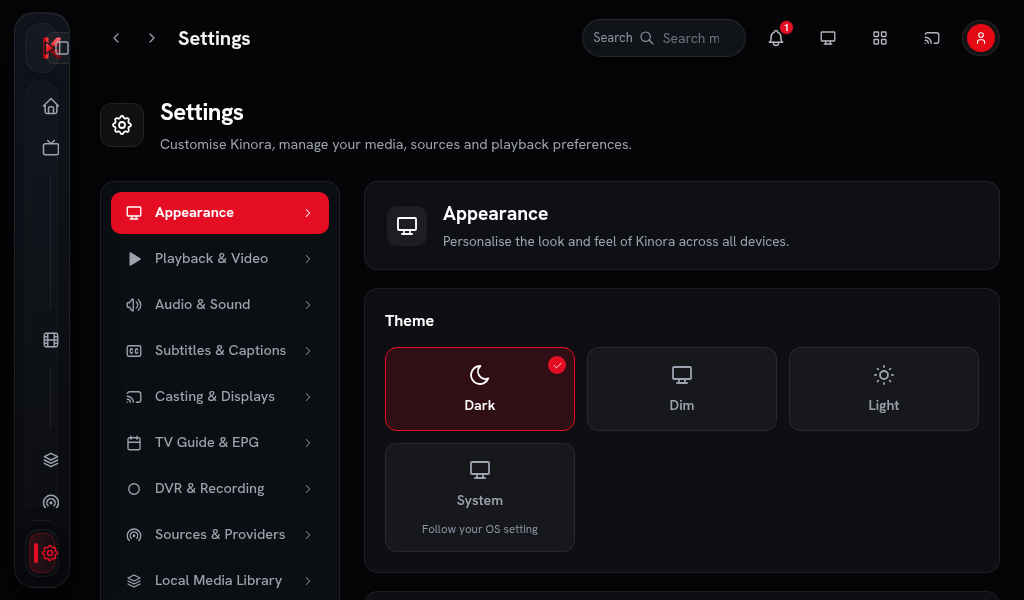 Settings
Search
Search m
1
Settings
Customise Kinora, manage your media, sources and playback preferences.
Appearance
Playback & Video
Audio & Sound
Subtitles & Captions
Casting & Displays
TV Guide & EPG
DVR & Recording
Sources & Providers
Local Media Library
Appearance
Personalise the look and feel of Kinora across all devices.
Theme
Dark
Dim
Light
System
Follow your OS setting